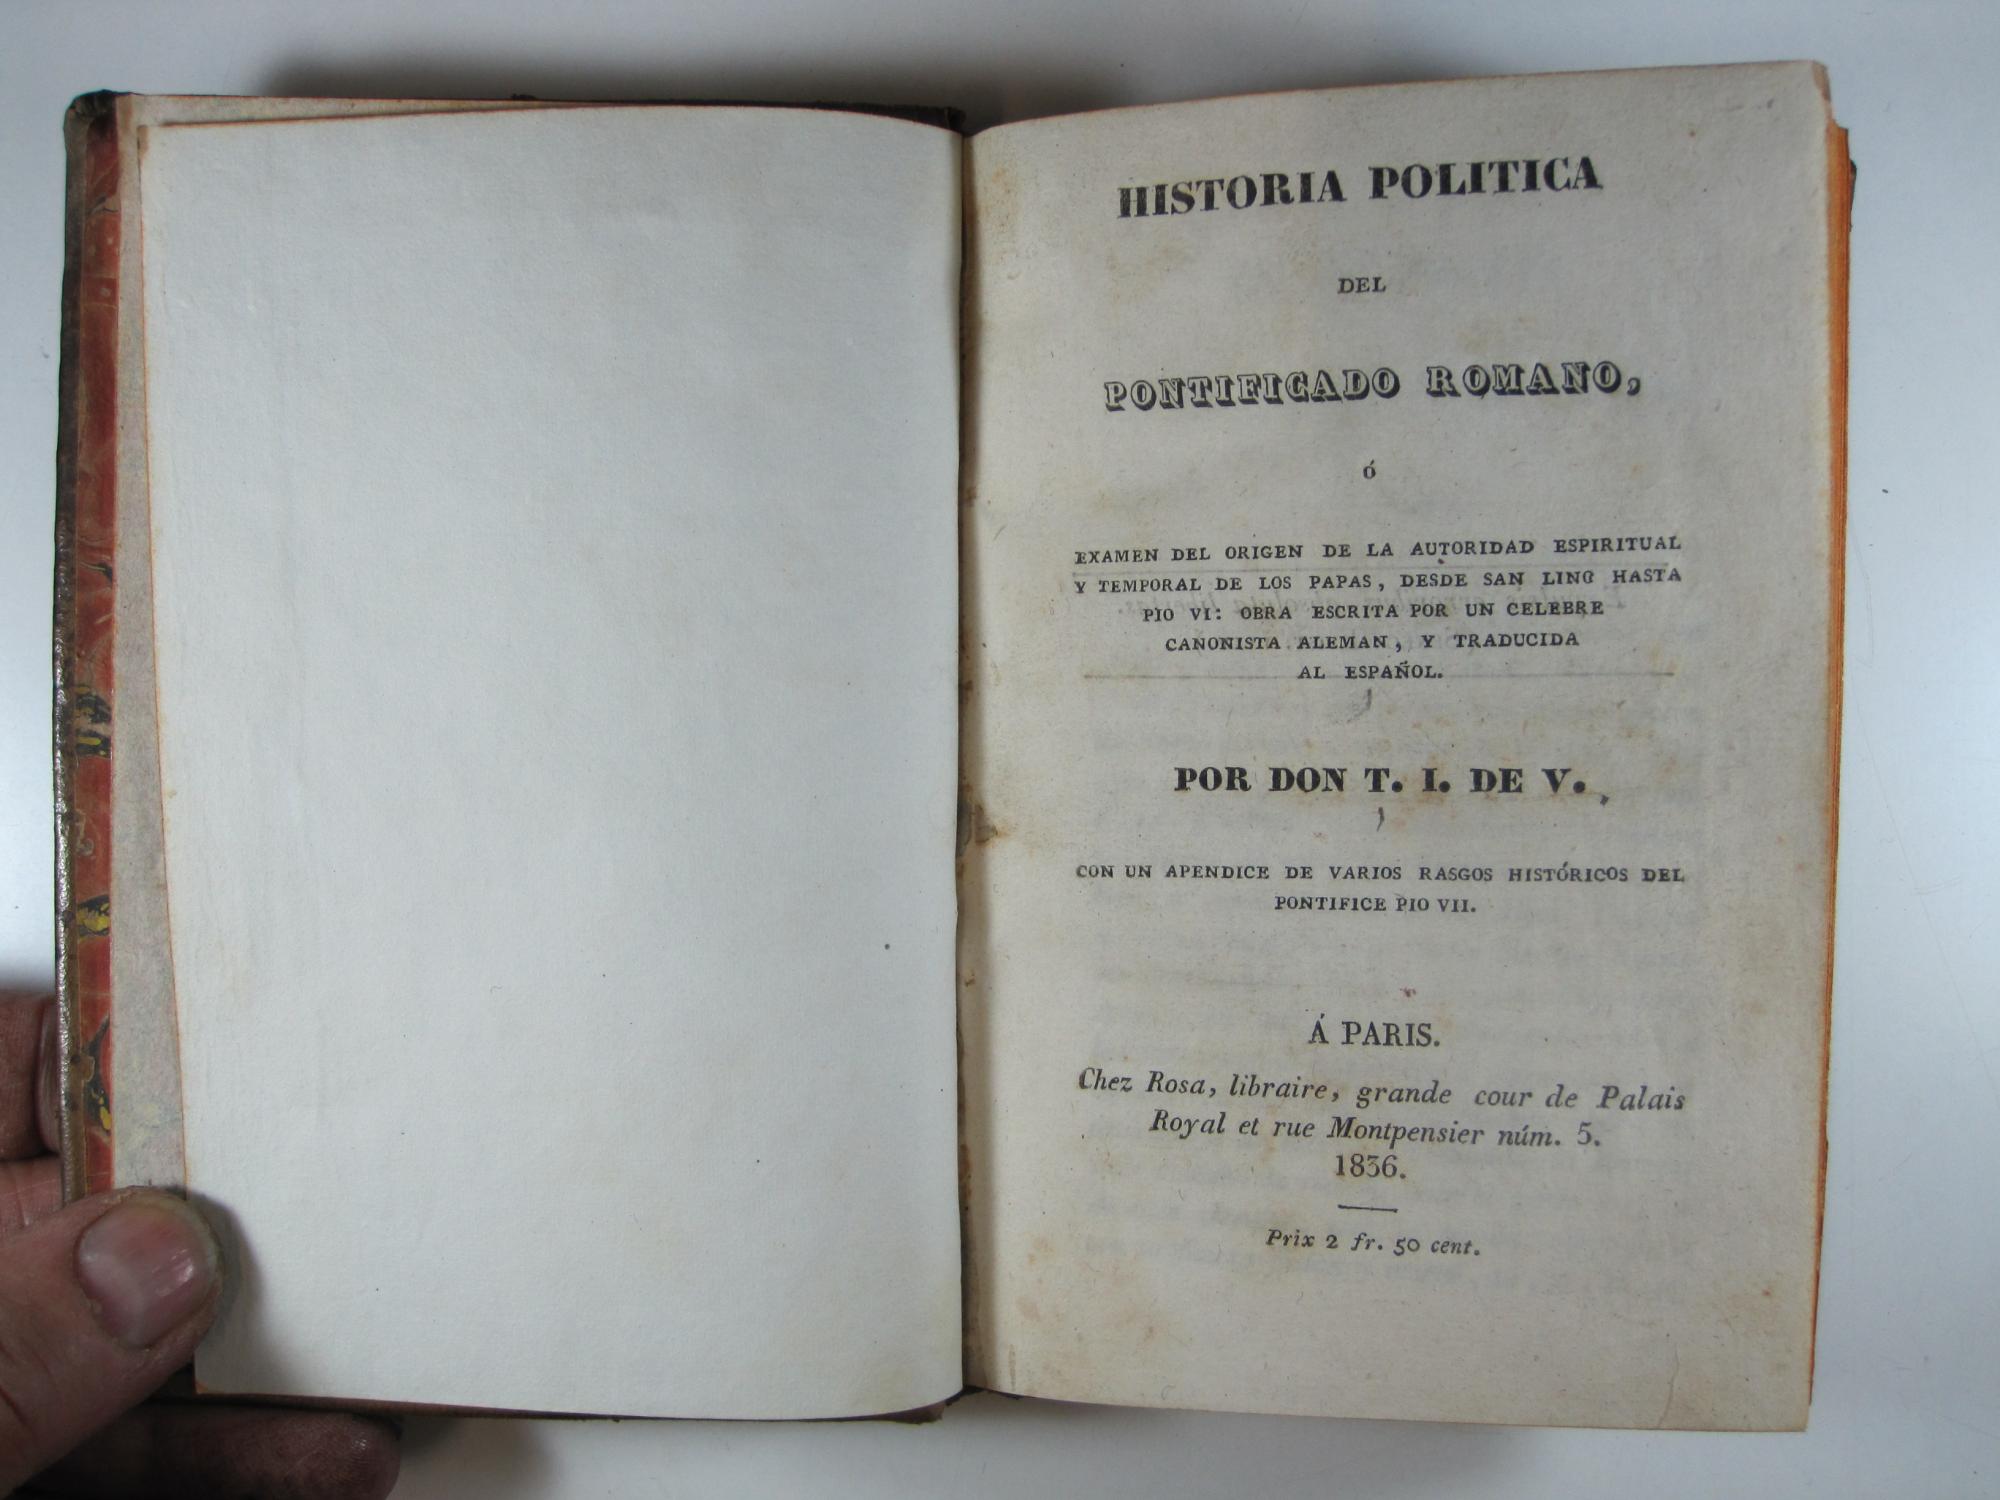 HISTORIA POLITICA
DEL
PONTIFICADO ROMANO,
ó
EXAMEN DEL ORIGEN DE LA AUTORIDAD ESPIRITUAL
Y TEMPORAL DE LOS PAPAS, DESDE SAN LINO HASTA
PIO VI: OBRA ESCRITA POR UN CELEBRE
CANONISTA ALEMAN, Y TRADUCIDA
AL ESPAÑOL.
POR DON T. I. DE V.
CON UN APENDICE DE VARIOS RASGOS HISTÓRICOS DEL
PONTIFICE PIO VII.
Á PARIS.
Chez Rosa, libraire, grande cour de Palais
Royal et rue Montpensier núm. 5.
1836.
Prix 2 fr. 50 cent.